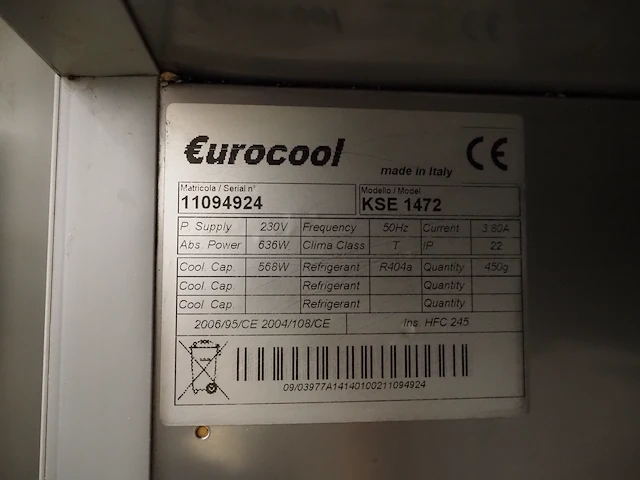 €urocool
made in Italy
CE
Matricola / Serial n° Modello / Model
11094924 KSE 1472
P. Supply 230V Frequency 50Hz Current 3.80A
Abs. Power 636W Clima Class T IP 22
Cool. Cap. 568W Refrigerant R404a Quantity 450g
Cool. Cap. Refrigerant Quantity
Cool. Cap. Refrigerant Quantity
2006/95/CE 2004/108/CE Ins. HFC 245
09/03977A14140100211094924